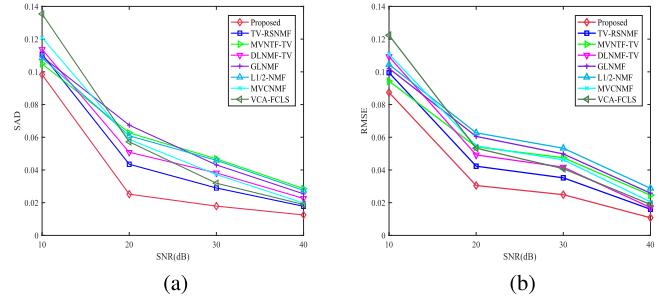 0.14
0.12
0.1
0.08
0.06
0.04
0.02
0
SAD
10
20
30
40
SNR(dB)
Proposed
TV-RSNMF
MVNTF-TV
DLNMF-TV
GLNMF
L1/2-NMF
MVCNMF
VCA-FCLS
(a)
0.14
0.12
0.1
0.08
0.06
0.04
0.02
0
RMSE
10
20
30
40
SNR(dB)
Proposed
TV-RSNMF
MVNTF-TV
DLNMF-TV
GLNMF
L1/2-NMF
MVCNMF
VCA-FCLS
(b)